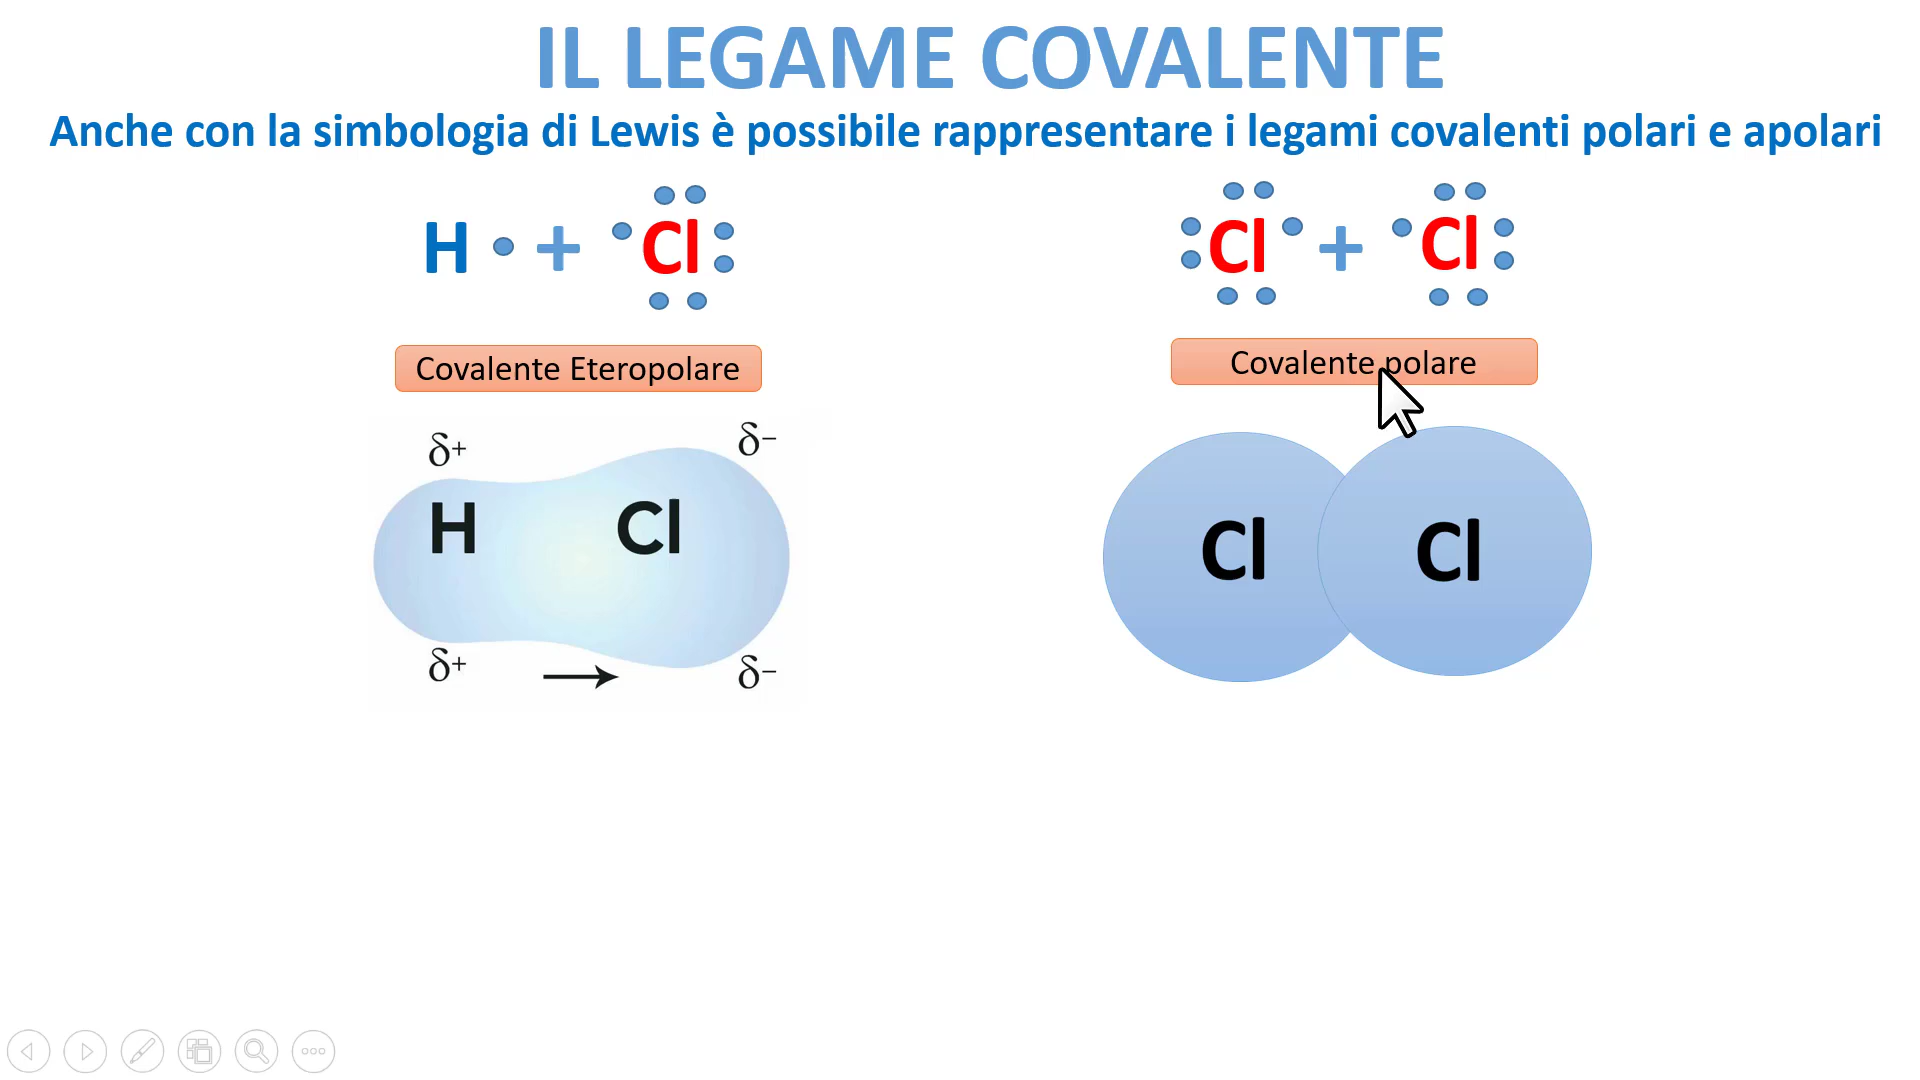 IL LEGAME COVALENTE
Anche con la simbologia di Lewis è possibile rappresentare i legami covalenti polari e apolari
H + Cl
Cl + Cl
Covalente Eteropolare
Covalente polare
δ+ δ−
H Cl
δ+ → δ−
Cl Cl